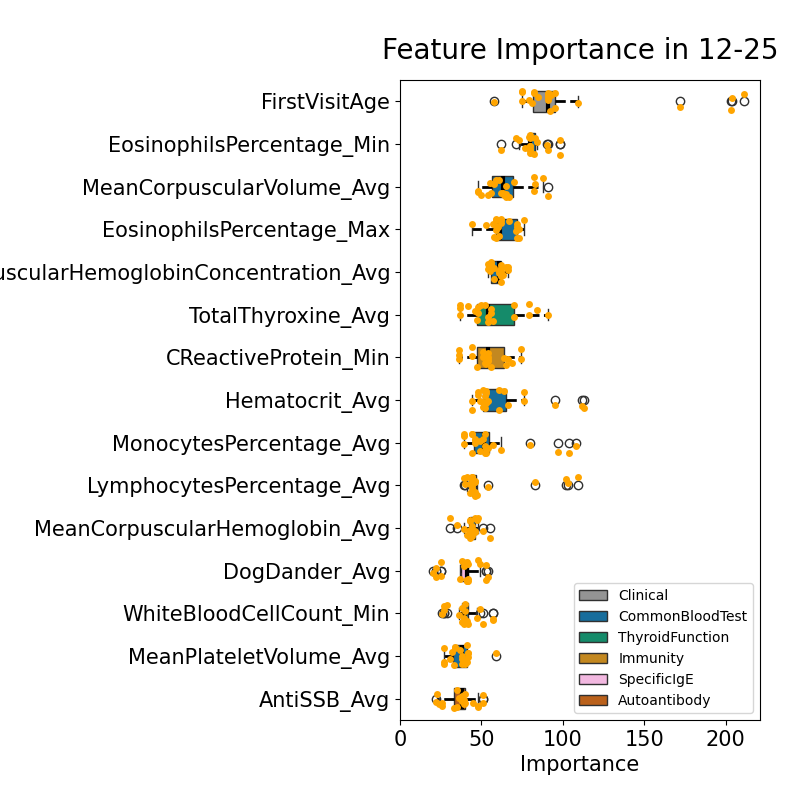 Feature Importance in 12-25
FirstVisitAge
EosinophilsPercentage_Min
MeanCorpuscularVolume_Avg
EosinophilsPercentage_Max
uscularHemoglobinConcentration_Avg
TotalThyroxine_Avg
CReactiveProtein_Min
Hematocrit_Avg
MonocytesPercentage_Avg
LymphocytesPercentage_Avg
MeanCorpuscularHemoglobin_Avg
DogDander_Avg
WhiteBloodCellCount_Min
MeanPlateletVolume_Avg
AntiSSB_Avg
Clinical
CommonBloodTest
ThyroidFunction
Immunity
SpecificIgE
Autoantibody
0 50 100 150 200
Importance